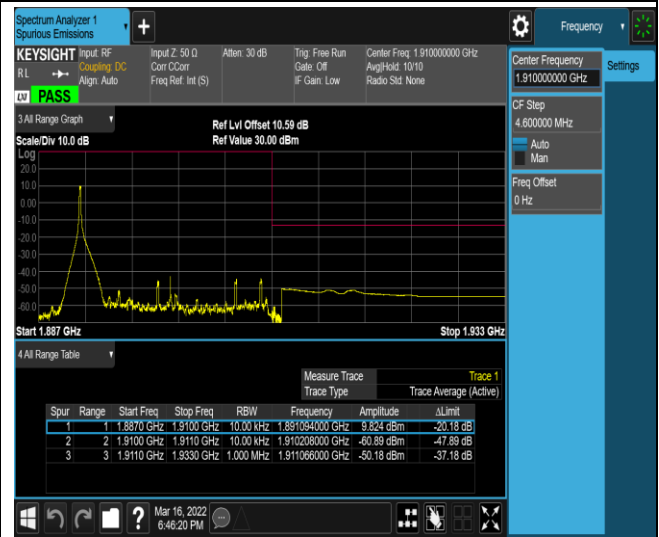 Spectrum Analyzer 1
Spurious Emissions
+
Frequency
KEYSIGHT
R L
LXI PASS
Input: RF
Coupling: DC
Align: Auto
Input Z: 50 Ω
Corr CCorr
Freq Ref: Int (S)
Atten: 30 dB
Trig: Free Run
Gate: Off
IF Gain: Low
Center Freq: 1.910000000 GHz
Avg|Hold: 10/10
Radio Std: None
Center Frequency
1.910000000 GHz
Settings
CF Step
4.600000 MHz
Auto
Man
Freq Offset
0 Hz
3 All Range Graph
Scale/Div 10.0 dB
Ref Lvl Offset 10.59 dB
Ref Value 30.00 dBm
Log
20.0
10.0
0.00
-10.0
-20.0
-30.0
-40.0
-50.0
-60.0
Start 1.887 GHz
Stop 1.933 GHz
4 All Range Table
Measure Trace Trace 1
Trace Type Trace Average (Active)
Spur Range Start Freq Stop Freq RBW Frequency Amplitude ΔLimit
1 1 1.8870 GHz 1.9100 GHz 10.00 kHz 1.891094000 GHz 9.824 dBm -20.18 dB
2 2 1.9100 GHz 1.9110 GHz 10.00 kHz 1.910208000 GHz -60.89 dBm -47.89 dB
3 3 1.9110 GHz 1.9330 GHz 1.000 MHz 1.911066000 GHz -50.18 dBm -37.18 dB
?
Mar 16, 2022
6:46:20 PM